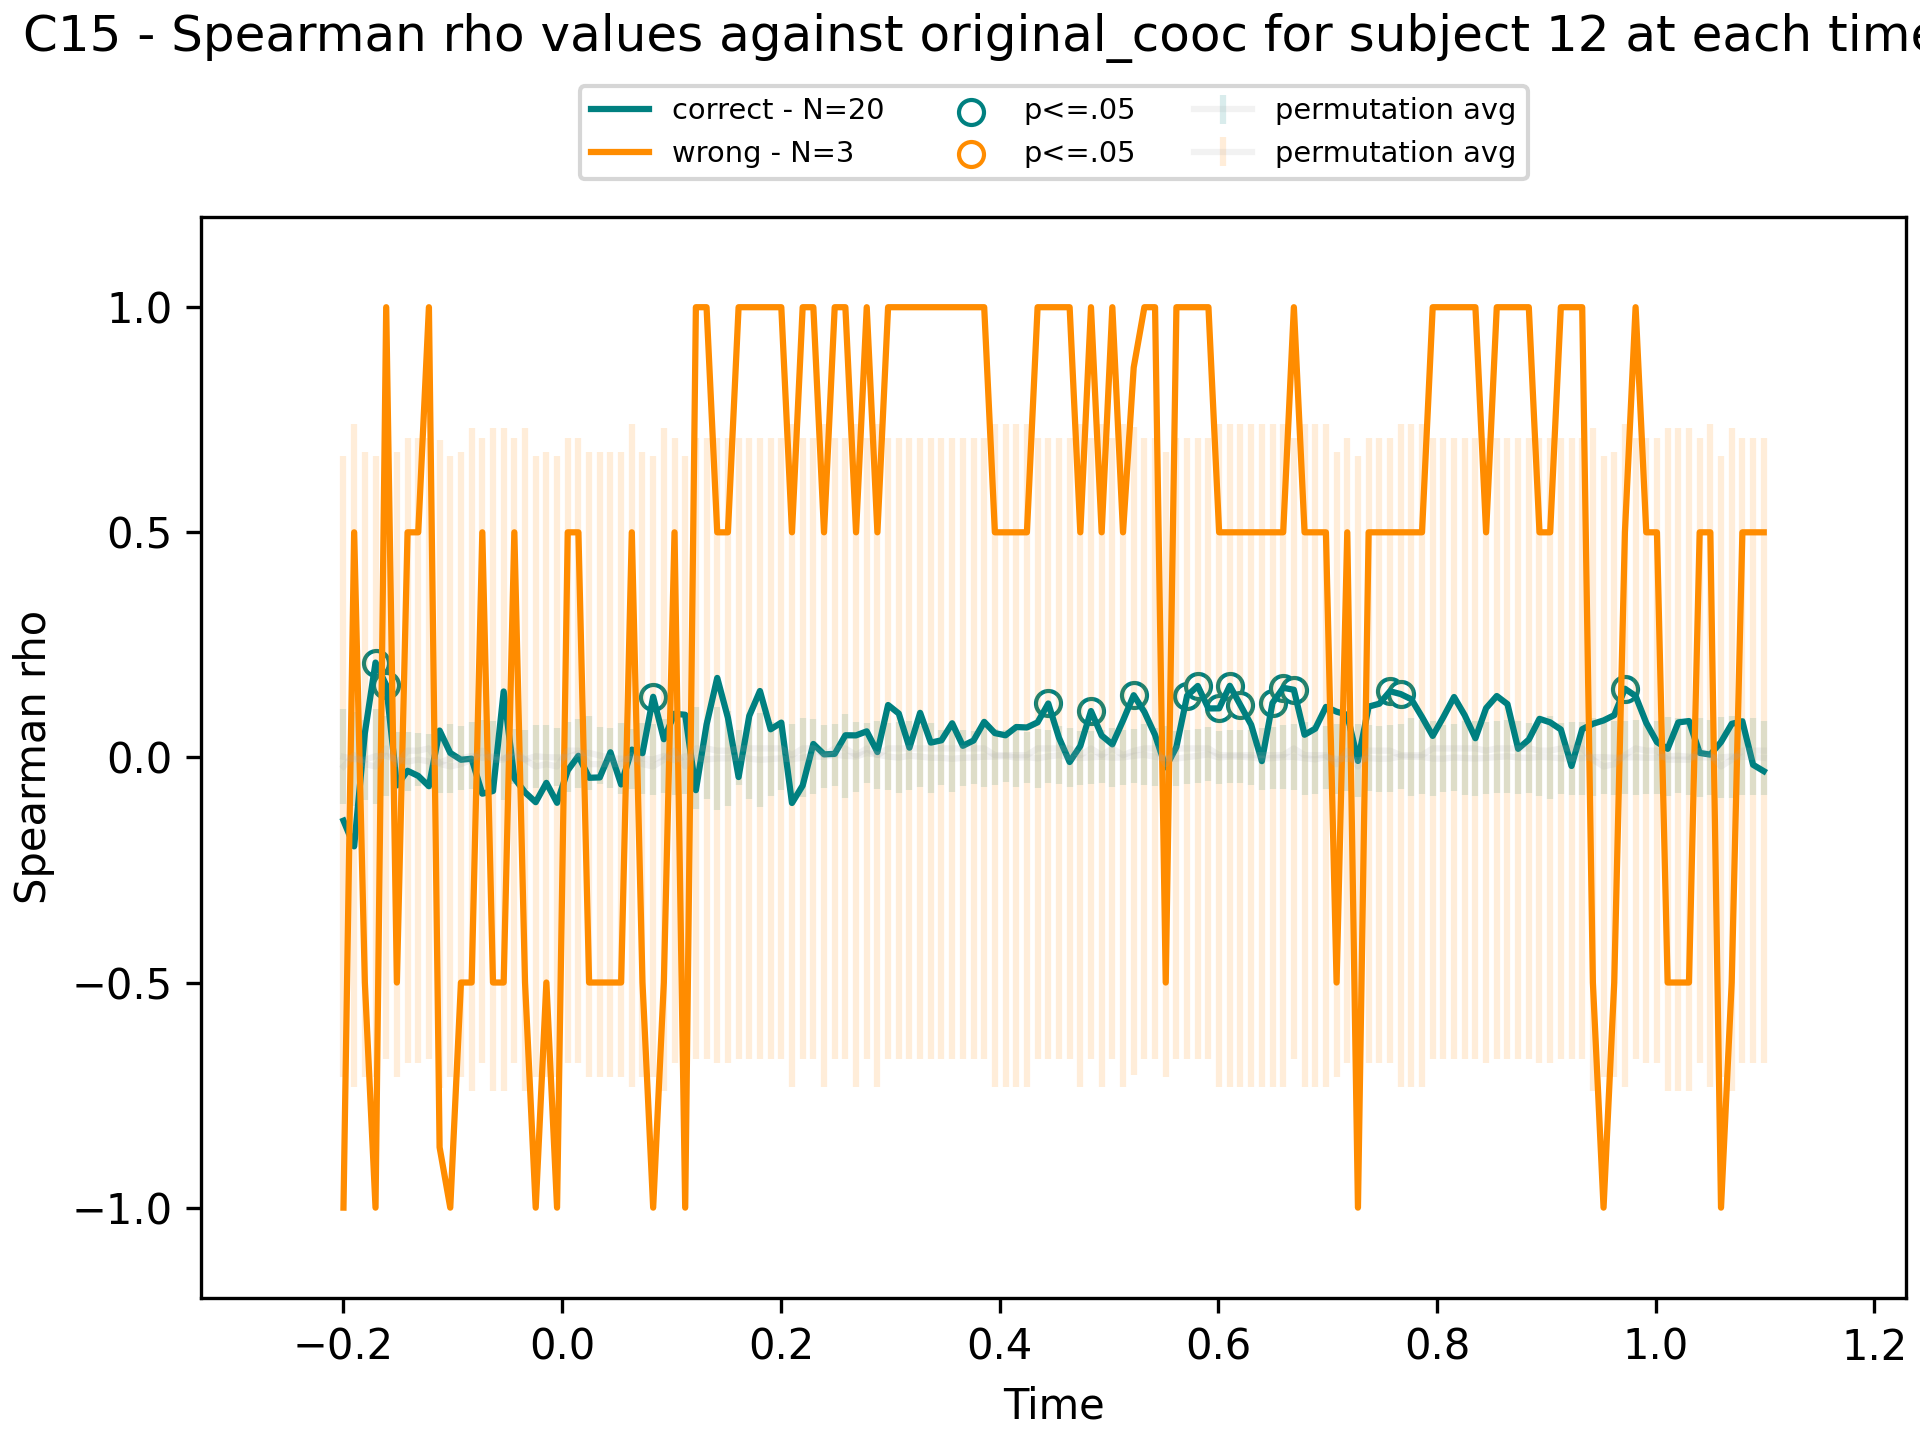 C15 - Spearman rho values against original_cooc for subject 12 at each time
correct - N=20 p<=.05 permutation avg
wrong - N=3 p<=.05 permutation avg
1.0
0.5
0.0
−0.5
−1.0
Spearman rho
−0.2 0.0 0.2 0.4 0.6 0.8 1.0 1.2
Time